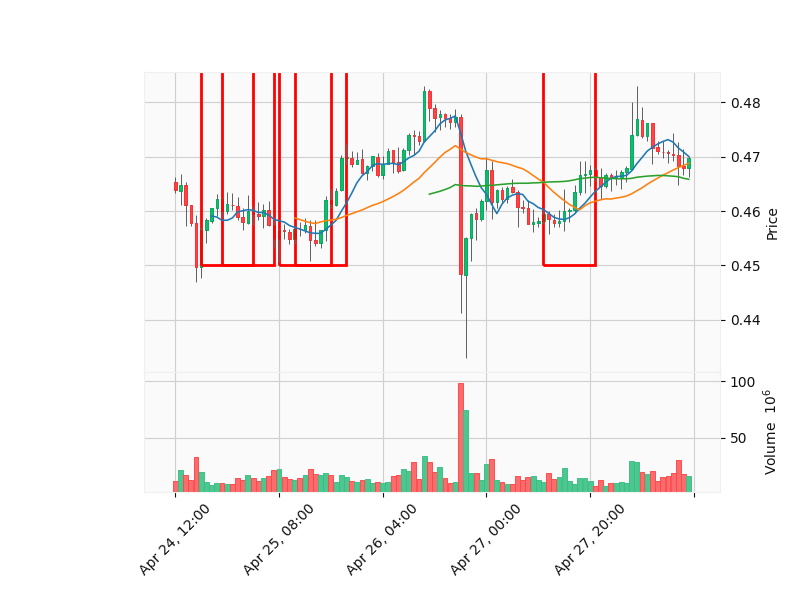 0.48
0.47
0.46
0.45
0.44
Price
100
50
Volume 10^6
Apr 24, 12:00
Apr 25, 08:00
Apr 26, 04:00
Apr 27, 00:00
Apr 27, 20:00